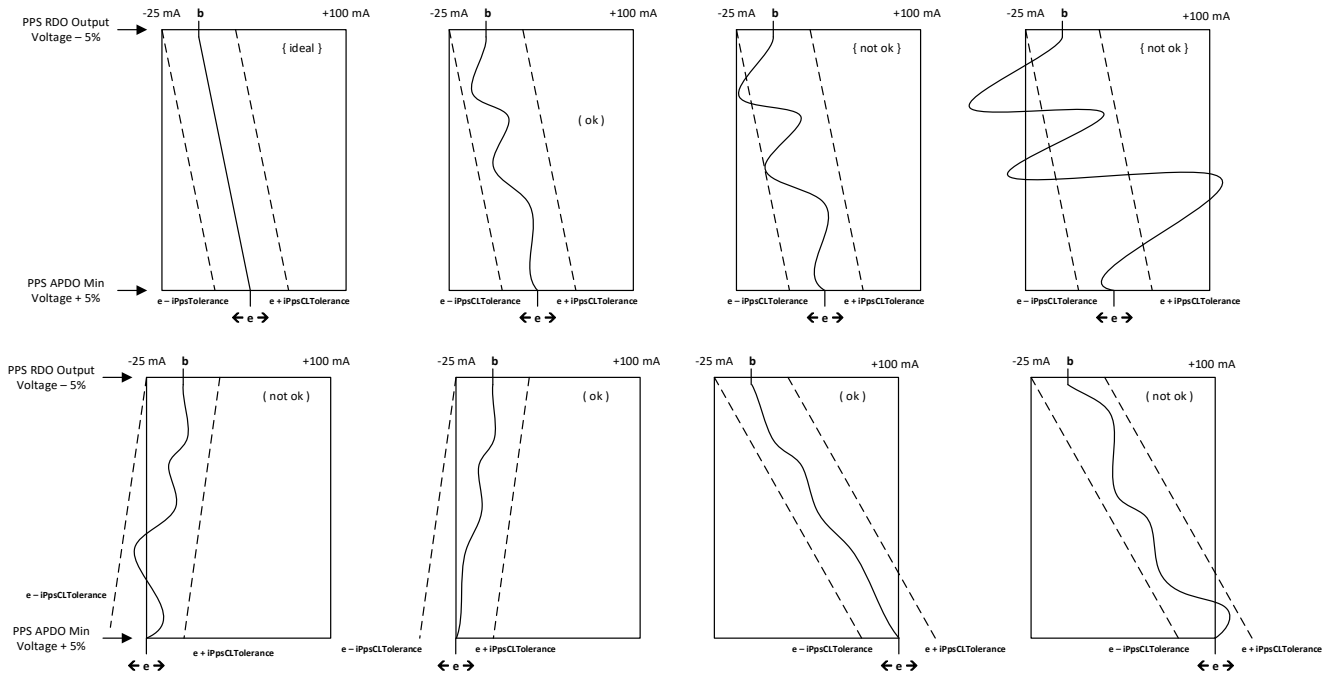 -25 mA b +100 mA
-25 mA b +100 mA
-25 mA b +100 mA
-25 mA b +100 mA
PPS RDO Output
Voltage – 5%
{ ideal }
( ok )
{ not ok }
{ not ok }
PPS APDO Min
Voltage + 5%
e – iPpsTolerance e + iPpsCLTolerance
e – iPpsCLTolerance e + iPpsCLTolerance
e – iPpsCLTolerance e + iPpsCLTolerance
e – iPpsCLTolerance e + iPpsCLTolerance
e
e
e
e
-25 mA b +100 mA
-25 mA b +100 mA
-25 mA b +100 mA
-25 mA b +100 mA
PPS RDO Output
Voltage – 5%
( not ok )
( ok )
( ok )
( not ok )
e – iPpsCLTolerance
PPS APDO Min
Voltage + 5%
e + iPpsCLTolerance
e – iPpsCLTolerance e + iPpsCLTolerance
e – iPpsCLTolerance e + iPpsCLTolerance
e – iPpsCLTolerance e + iPpsCLTolerance
e
e
e
e